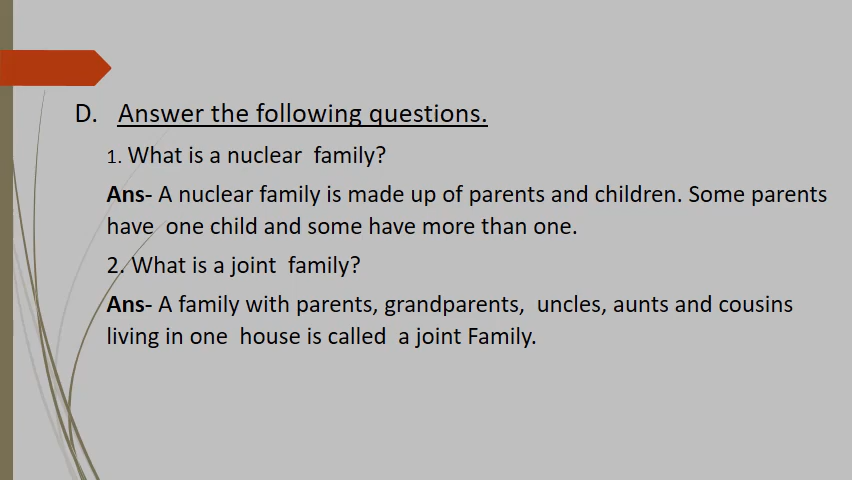 D. Answer the following questions.
1. What is a nuclear family?
Ans- A nuclear family is made up of parents and children. Some parents
have one child and some have more than one.
2. What is a joint family?
Ans- A family with parents, grandparents, uncles, aunts and cousins
living in one house is called a joint Family.